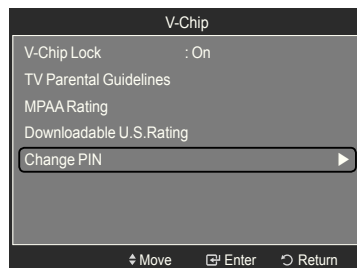 V-Chip
V-Chip Lock : On
TV Parental Guidelines
MPAA Rating
Downloadable U.S.Rating
Change PIN
Move Enter Return